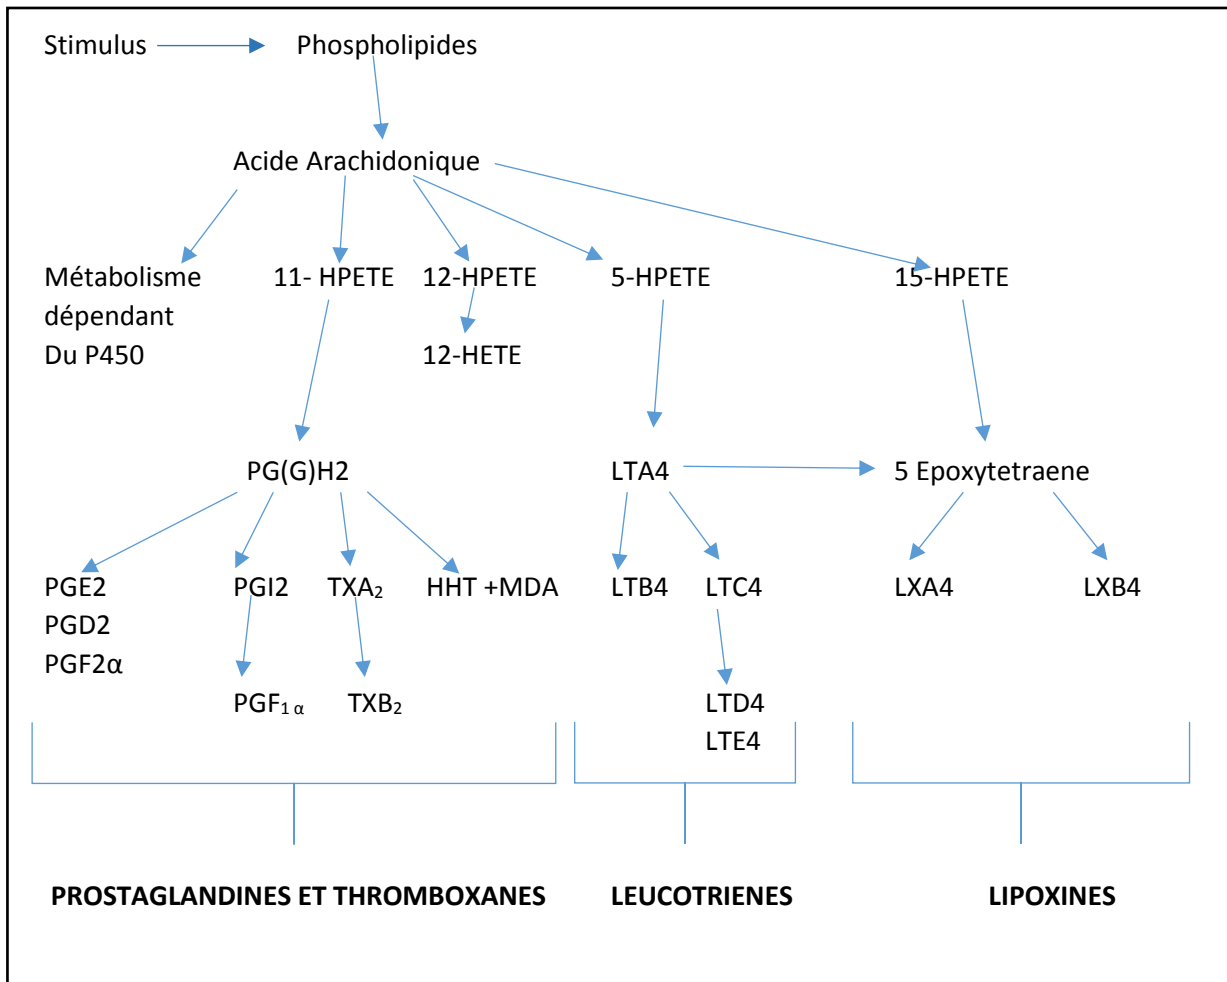 Stimulus Phospholipides
Acide Arachidonique
Métabolisme 11- HPETE 12-HPETE 5-HPETE 15-HPETE
dépendant
Du P450 12-HETE
PG(G)H2 LTA4 5 Epoxytetraene
PGE2 PGI2 TXA₂ HHT +MDA LTB4 LTC4 LXA4 LXB4
PGD2
PGF2α
PGF₁ α TXB₂ LTD4
LTE4
PROSTAGLANDINES ET THROMBOXANES LEUCOTRIENES LIPOXINES